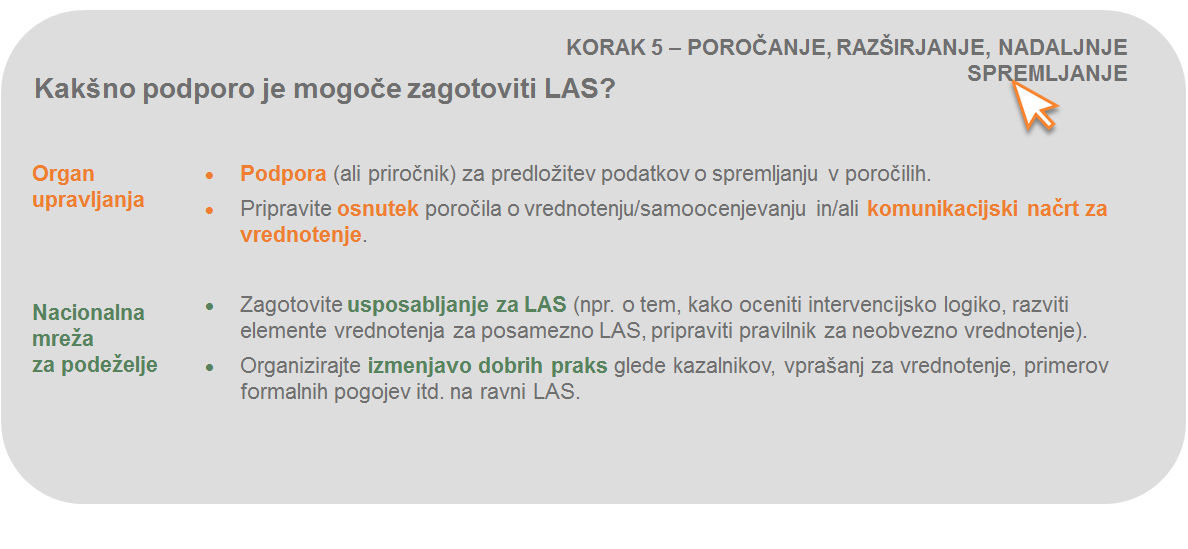 KORAK 5 – POROČANJE, RAZŠIRJANJE, NADALJNJE
SPREMLJANJE
Kakšno podporo je mogoče zagotoviti LAS?
Organ
upravljanja
• Podpora (ali priročnik) za predložitev podatkov o spremljanju v poročilih.
• Pripravite osnutek poročila o vrednotenju/samoocenjevanju in/ali komunikacijski načrt za
vrednotenje.
Nacionalna
mreža
za podeželje
• Zagotovite usposabljanje za LAS (npr. o tem, kako oceniti intervencijsko logiko, razviti
elemente vrednotenja za posamezno LAS, pripraviti pravilnik za neobvezno vrednotenje).
• Organizirajte izmenjavo dobrih praks glede kazalnikov, vprašanj za vrednotenje, primerov
formalnih pogojev itd. na ravni LAS.